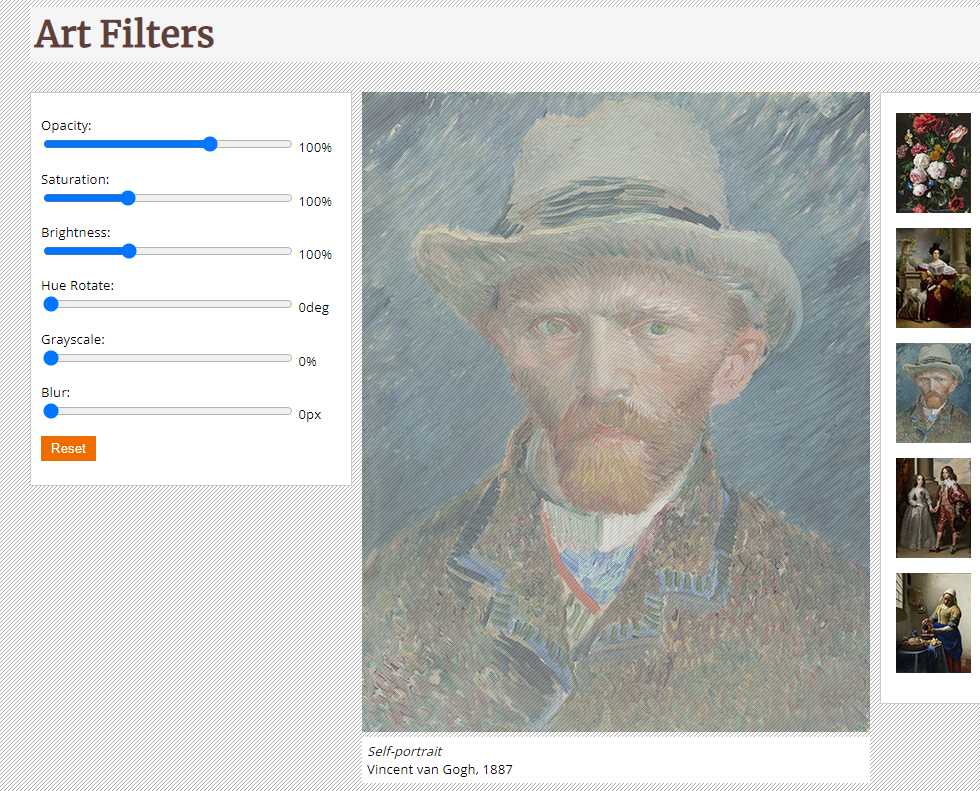 Art Filters
Opacity:
100%
Saturation:
100%
Brightness:
100%
Hue Rotate:
0deg
Grayscale:
0%
Blur:
0px
Reset
Self-portrait
Vincent van Gogh, 1887